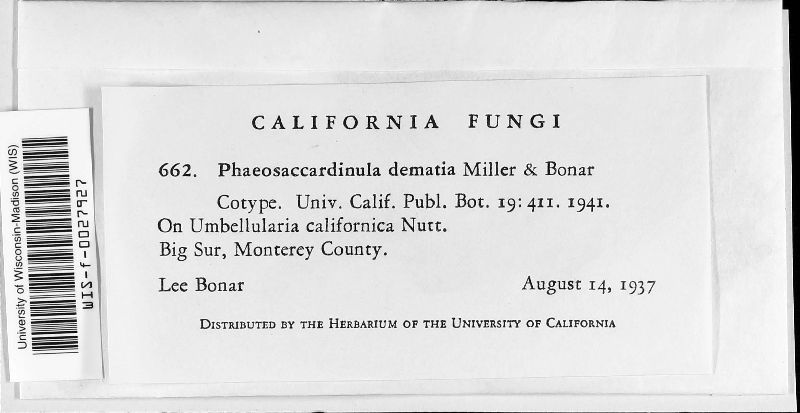 CALIFORNIA FUNGI
662. Phaeosaccardinula dematia Miller & Bonar
Cotype. Univ. Calif. Publ. Bot. 19: 411. 1941.
On Umbellularia californica Nutt.
Big Sur, Monterey County.
Lee Bonar August 14, 1937
DISTRIBUTED BY THE HERBARIUM OF THE UNIVERSITY OF CALIFORNIA
University of Wisconsin-Madison (WIS)
WIS-f-0027927